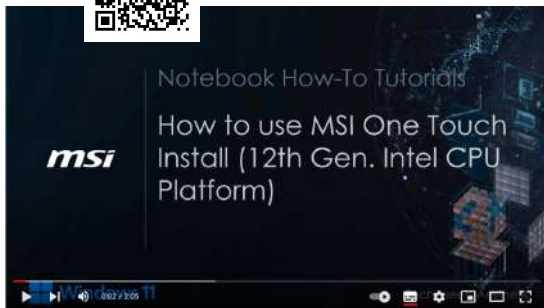 Notebook How-To Tutorials
How to use MSI One Touch
msi
Install (12th Gen. Intel CPU
Platform)
0:02 / 2:05
Windows 11